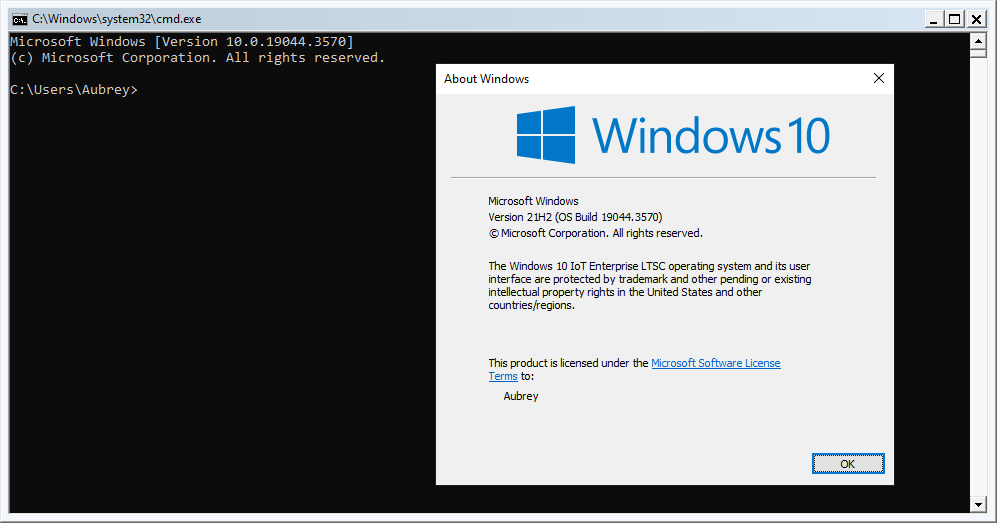 C:\Windows\system32\cmd.exe
Microsoft Windows [Version 10.0.19044.3570]
(c) Microsoft Corporation. All rights reserved.
C:\Users\Aubrey>
About Windows
Windows 10
Microsoft Windows
Version 21H2 (OS Build 19044.3570)
© Microsoft Corporation. All rights reserved.
The Windows 10 IoT Enterprise LTSC operating system and its user
interface are protected by trademark and other pending or existing
intellectual property rights in the United States and other
countries/regions.
This product is licensed under the Microsoft Software License
Terms to:
Aubrey
OK